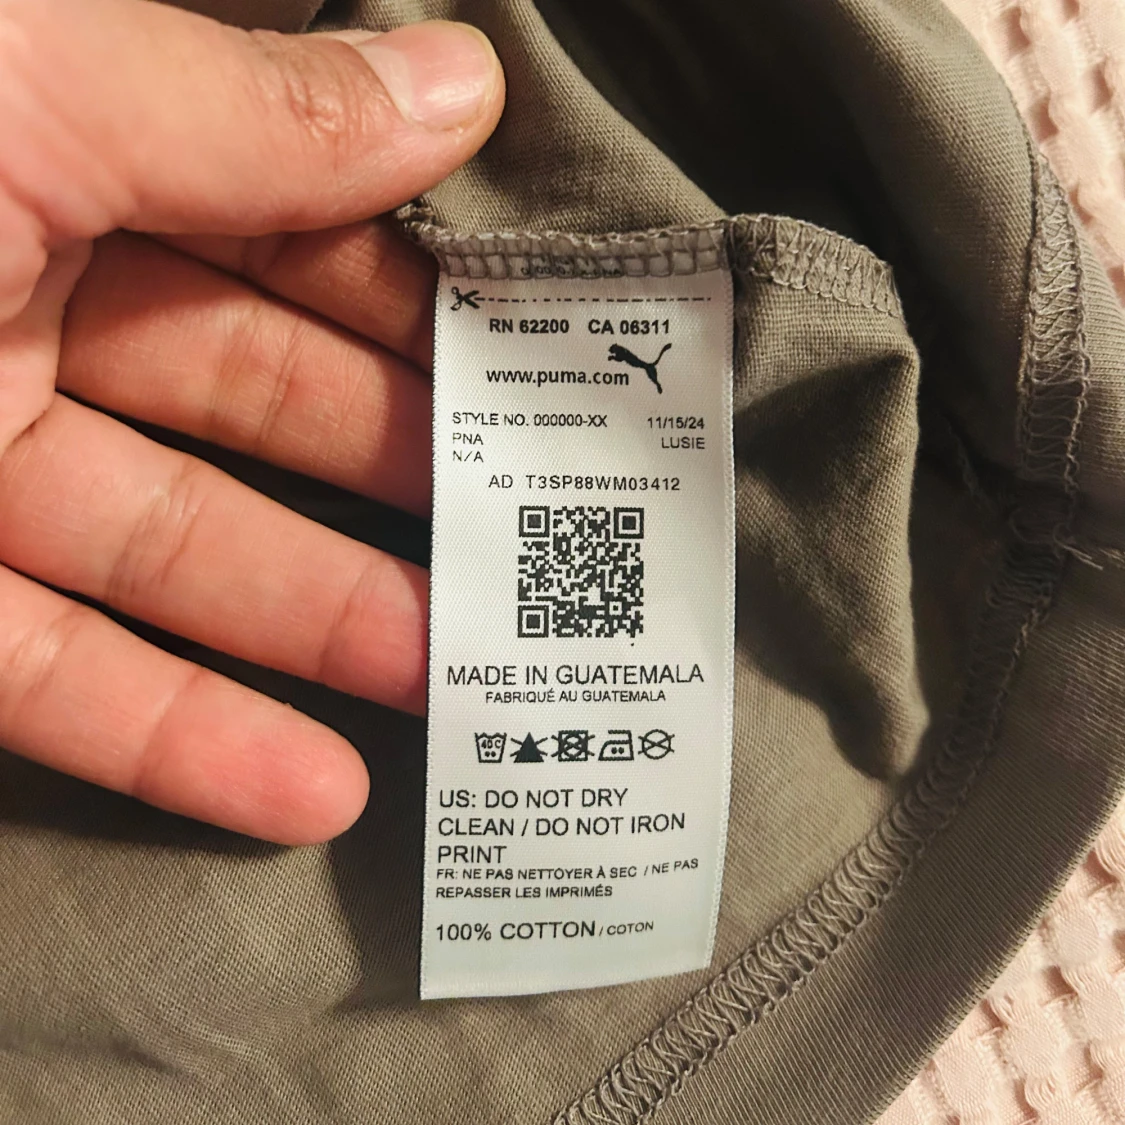 RN 62200 CA 06311
www.puma.com
STYLE NO. 000000-XX 11/15/24
PNA LUSIE
N/A
AD T3SP88WM03412
MADE IN GUATEMALA
FABRIQUÉ AU GUATEMALA
40C
US: DO NOT DRY
CLEAN / DO NOT IRON
PRINT
FR: NE PAS NETTOYER À SEC / NE PAS
REPASSER LES IMPRIMÉS
100% COTTON / COTON